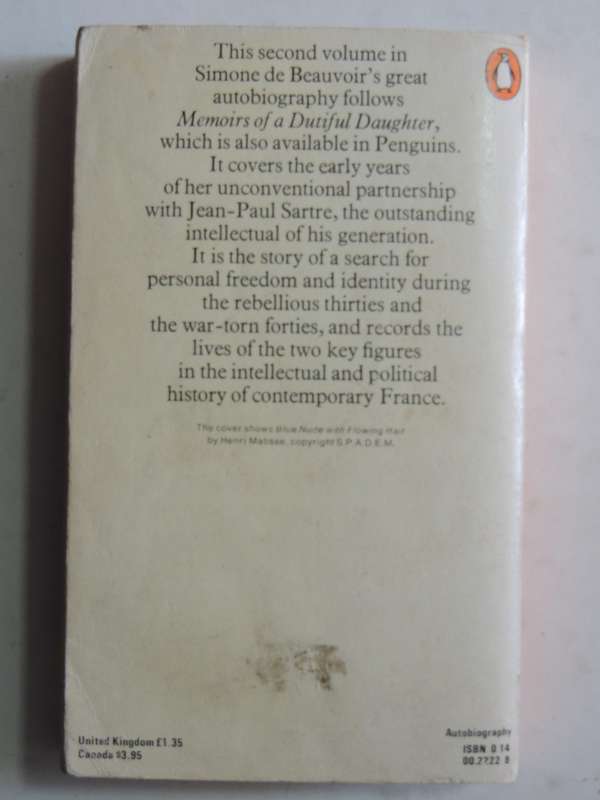 This second volume in
Simone de Beauvoir's great
autobiography follows
Memoirs of a Dutiful Daughter,
which is also available in Penguins.
It covers the early years
of her unconventional partnership
with Jean-Paul Sartre, the outstanding
intellectual of his generation.
It is the story of a search for
personal freedom and identity during
the rebellious thirties and
the war-torn forties, and records the
lives of the two key figures
in the intellectual and political
history of contemporary France.
The cover shows Blue Nude with Flowing Hair
by Henri Matisse, copyright S.P.A.D.E.M.
United Kingdom £1.35
Canada $3.95
Autobiography
ISBN 0 14